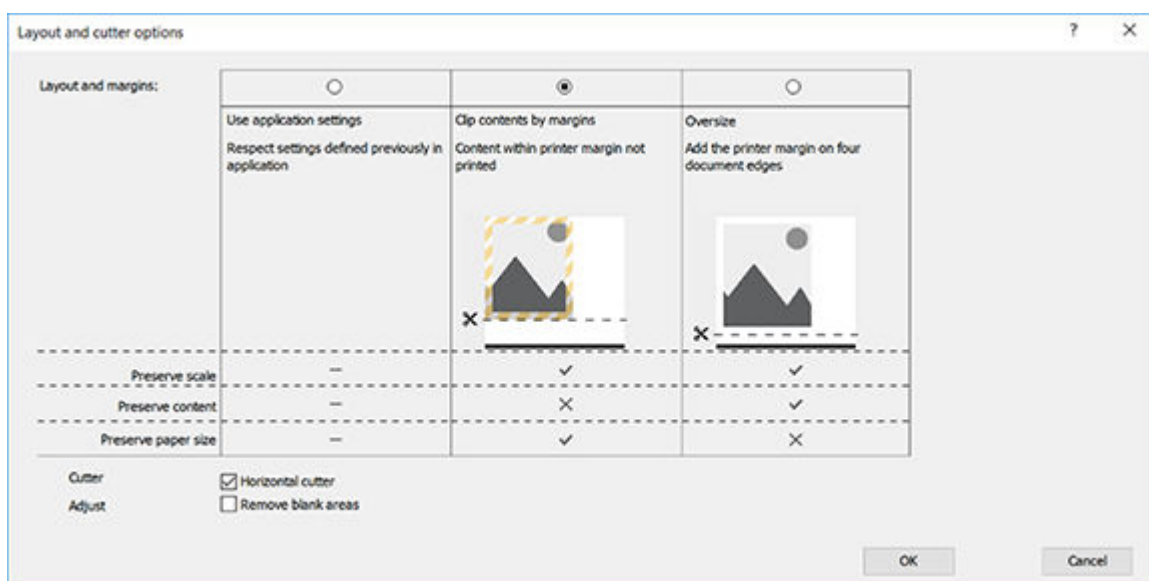 Layout and cutter options
?
Layout and margins:
Use application settings
Respect settings defined previously in
application
Clip contents by margins
Content within printer margin not
printed
Oversize
Add the printer margin on four
document edges
Preserve scale
Preserve content
Preserve paper size
Cutter
Horizontal cutter
Adjust
Remove blank areas
OK
Cancel